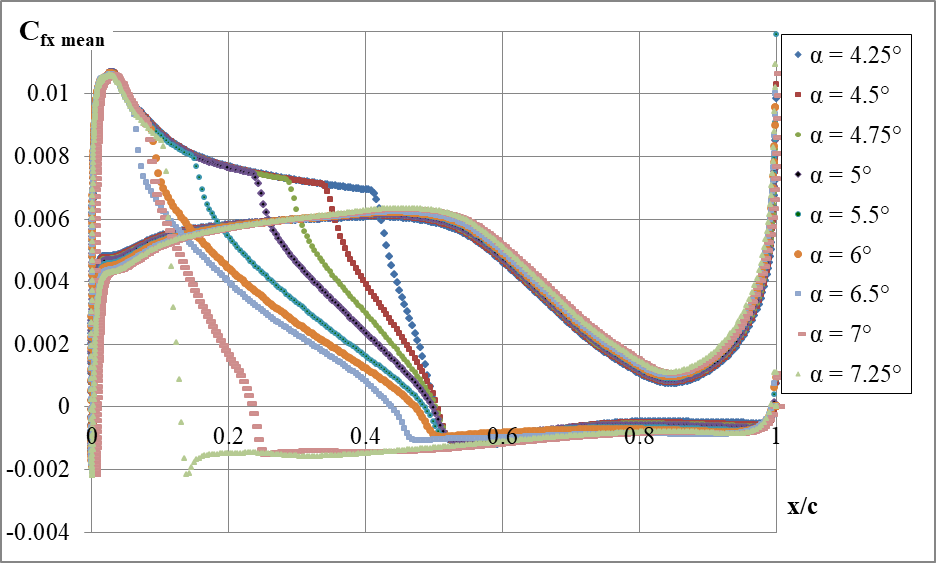 C_fx mean
0.01
0.008
0.006
0.004
0.002
0
-0.002
-0.004
0 0.2 0.4 0.6 0.8 1
x/c
α = 4.25°
α = 4.5°
α = 4.75°
α = 5°
α = 5.5°
α = 6°
α = 6.5°
α = 7°
α = 7.25°